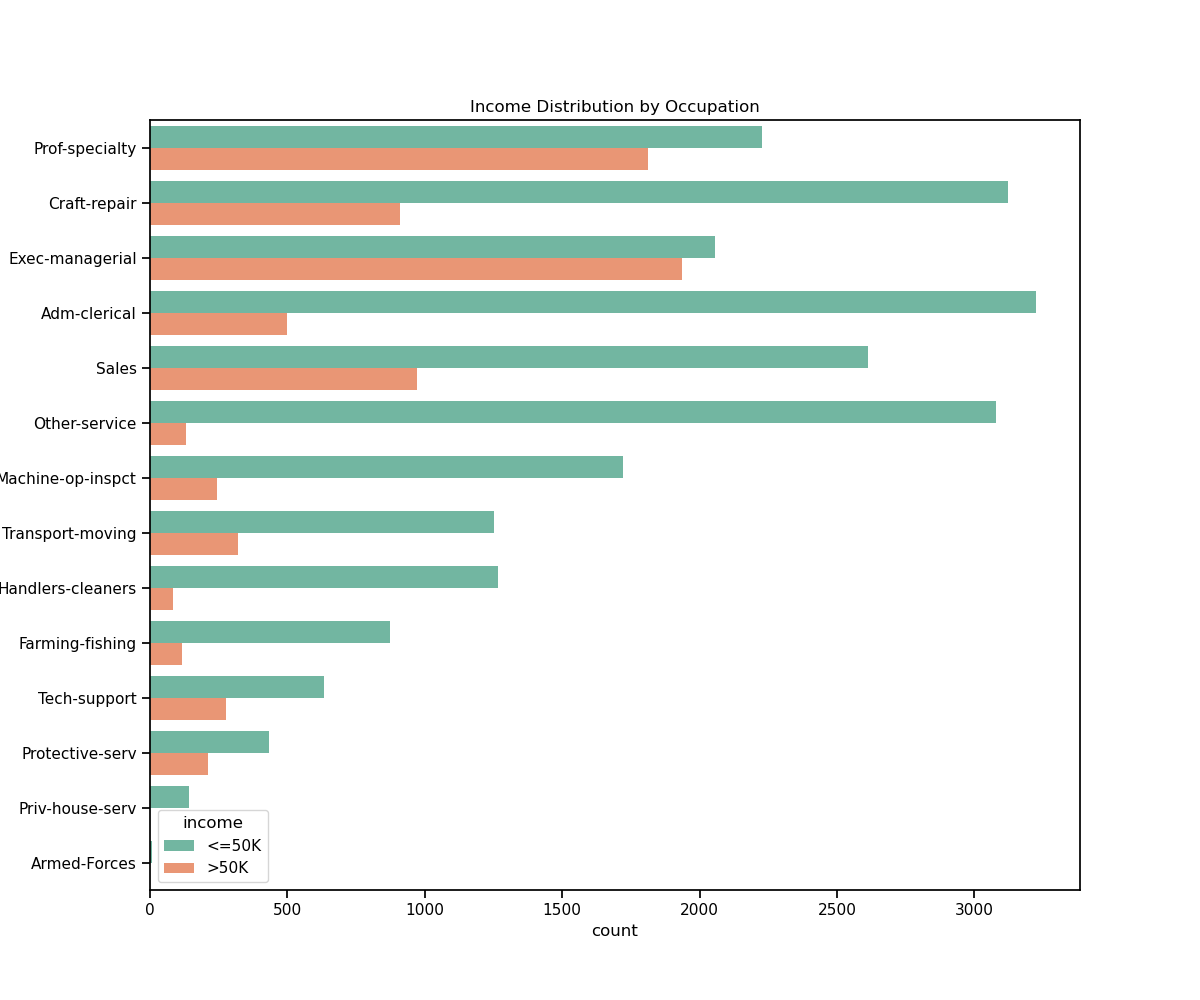 Income Distribution by Occupation
Prof-specialty
Craft-repair
Exec-managerial
Adm-clerical
Sales
Other-service
Machine-op-inspct
Transport-moving
Handlers-cleaners
Farming-fishing
Tech-support
Protective-serv
Priv-house-serv
Armed-Forces
income
<=50K
>50K
0 500 1000 1500 2000 2500 3000
count